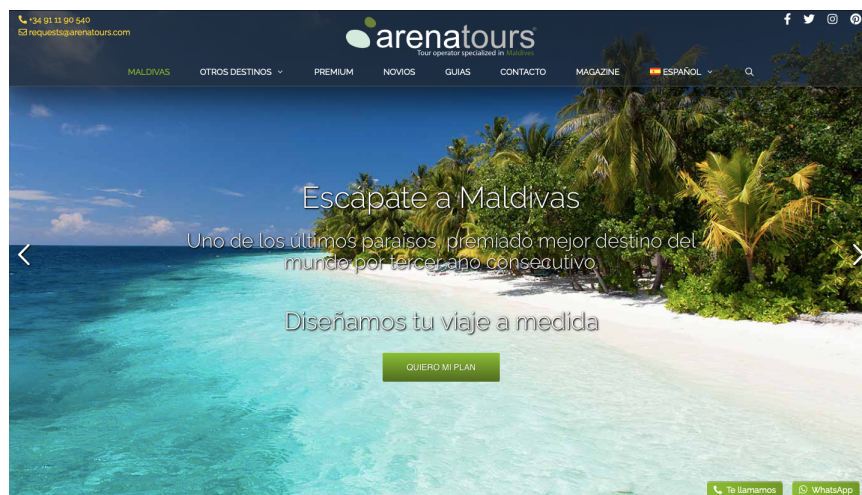 +34 91 11 90 540
requests@arenatours.com
arenatours®
Tour operator specialized in Maldives
MALDIVAS
OTROS DESTINOS
PREMIUM
NOVIOS
GUIAS
CONTACTO
MAGAZINE
ESPAÑOL
Escápate a Maldivas
Uno de los últimos paraísos, premiado mejor destino del
mundo por tercer año consecutivo
Diseñamos tu viaje a medida
QUIERO MI PLAN
Te llamamos
WhatsApp